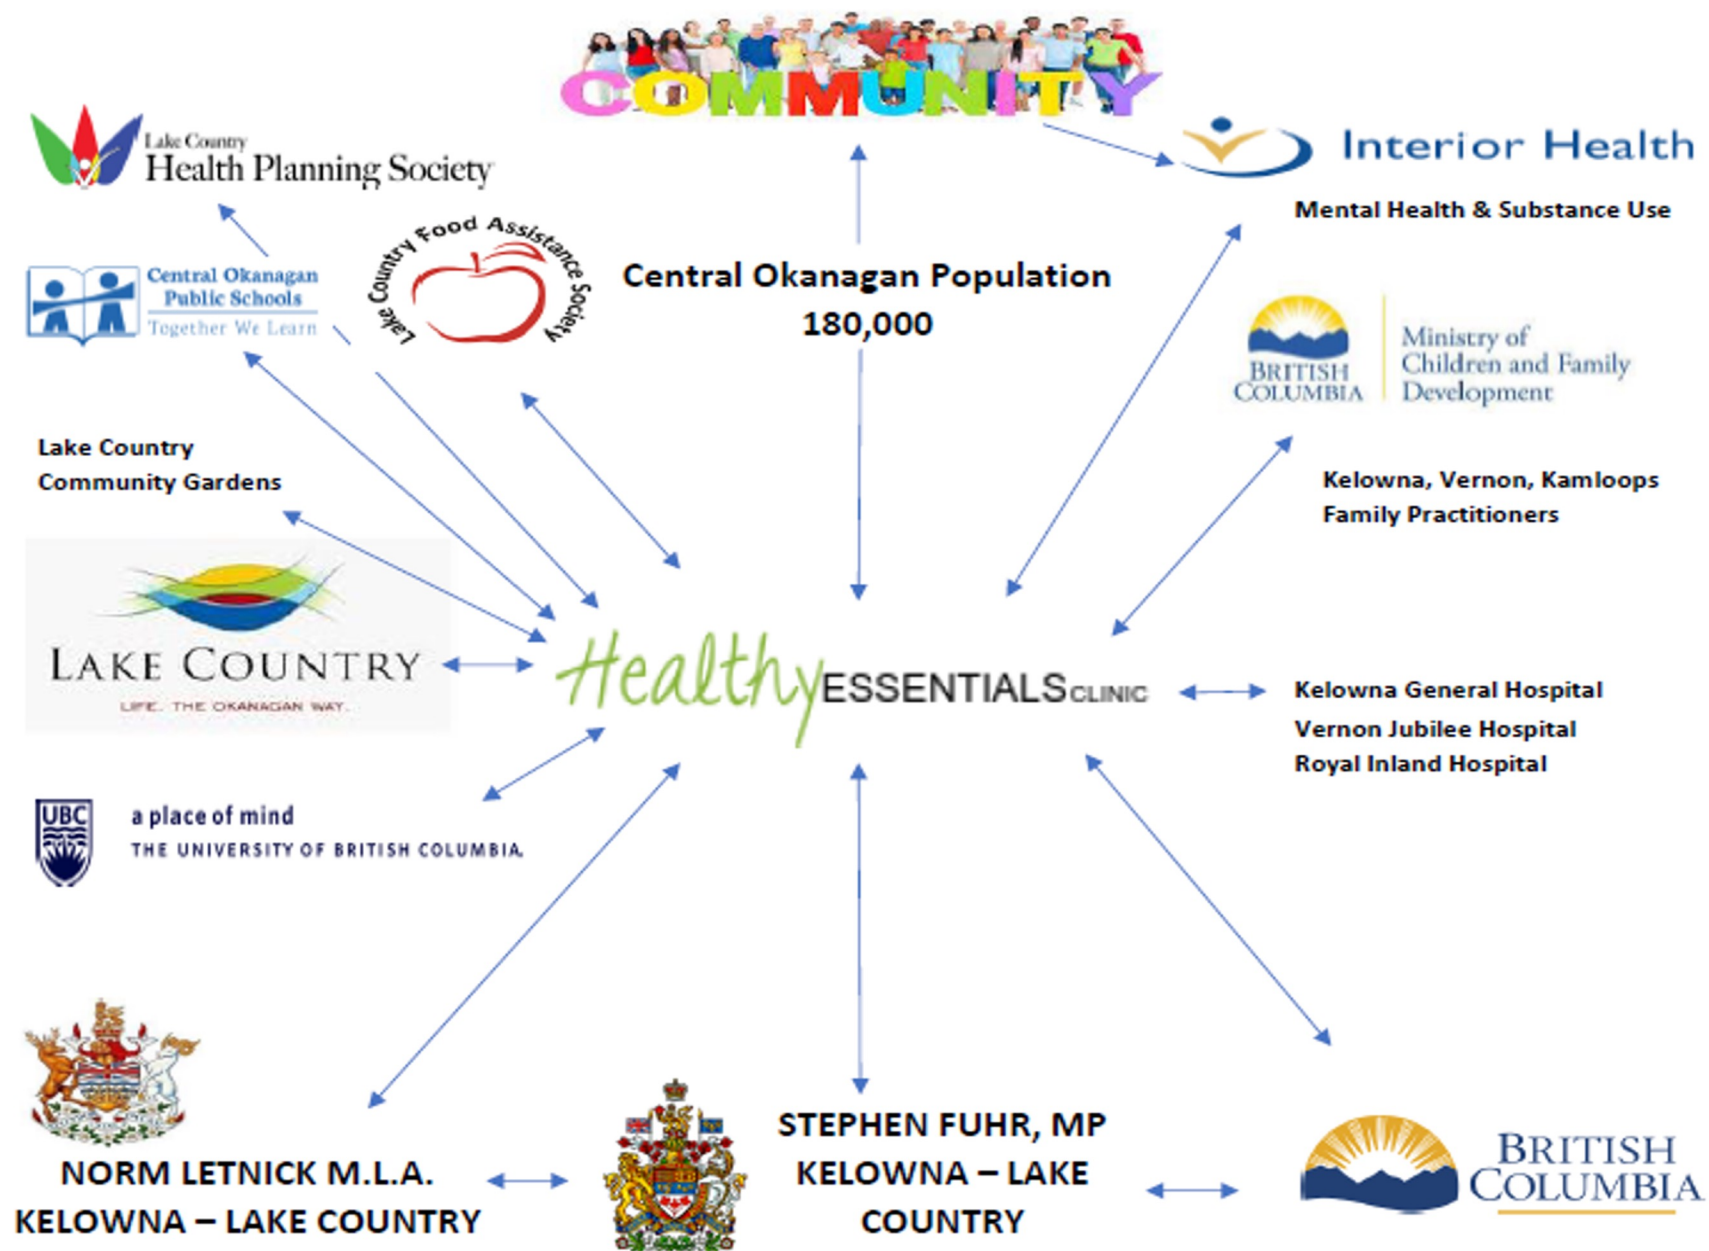 COMMUNITY
Lake Country
Health Planning Society
Interior Health
Mental Health & Substance Use
Lake Country Food Assistance Society
Central Okanagan
Public Schools
Together We Learn
Central Okanagan Population
180,000
BRITISH
COLUMBIA
Ministry of
Children and Family
Development
Lake Country
Community Gardens
Kelowna, Vernon, Kamloops
Family Practitioners
LAKE COUNTRY
LIFE. THE OKANAGAN WAY.
Healthy ESSENTIALS CLINIC
Kelowna General Hospital
Vernon Jubilee Hospital
Royal Inland Hospital
UBC
a place of mind
THE UNIVERSITY OF BRITISH COLUMBIA
NORM LETNICK M.L.A.
KELOWNA – LAKE COUNTRY
STEPHEN FUHR, MP
KELOWNA – LAKE
COUNTRY
BRITISH
COLUMBIA